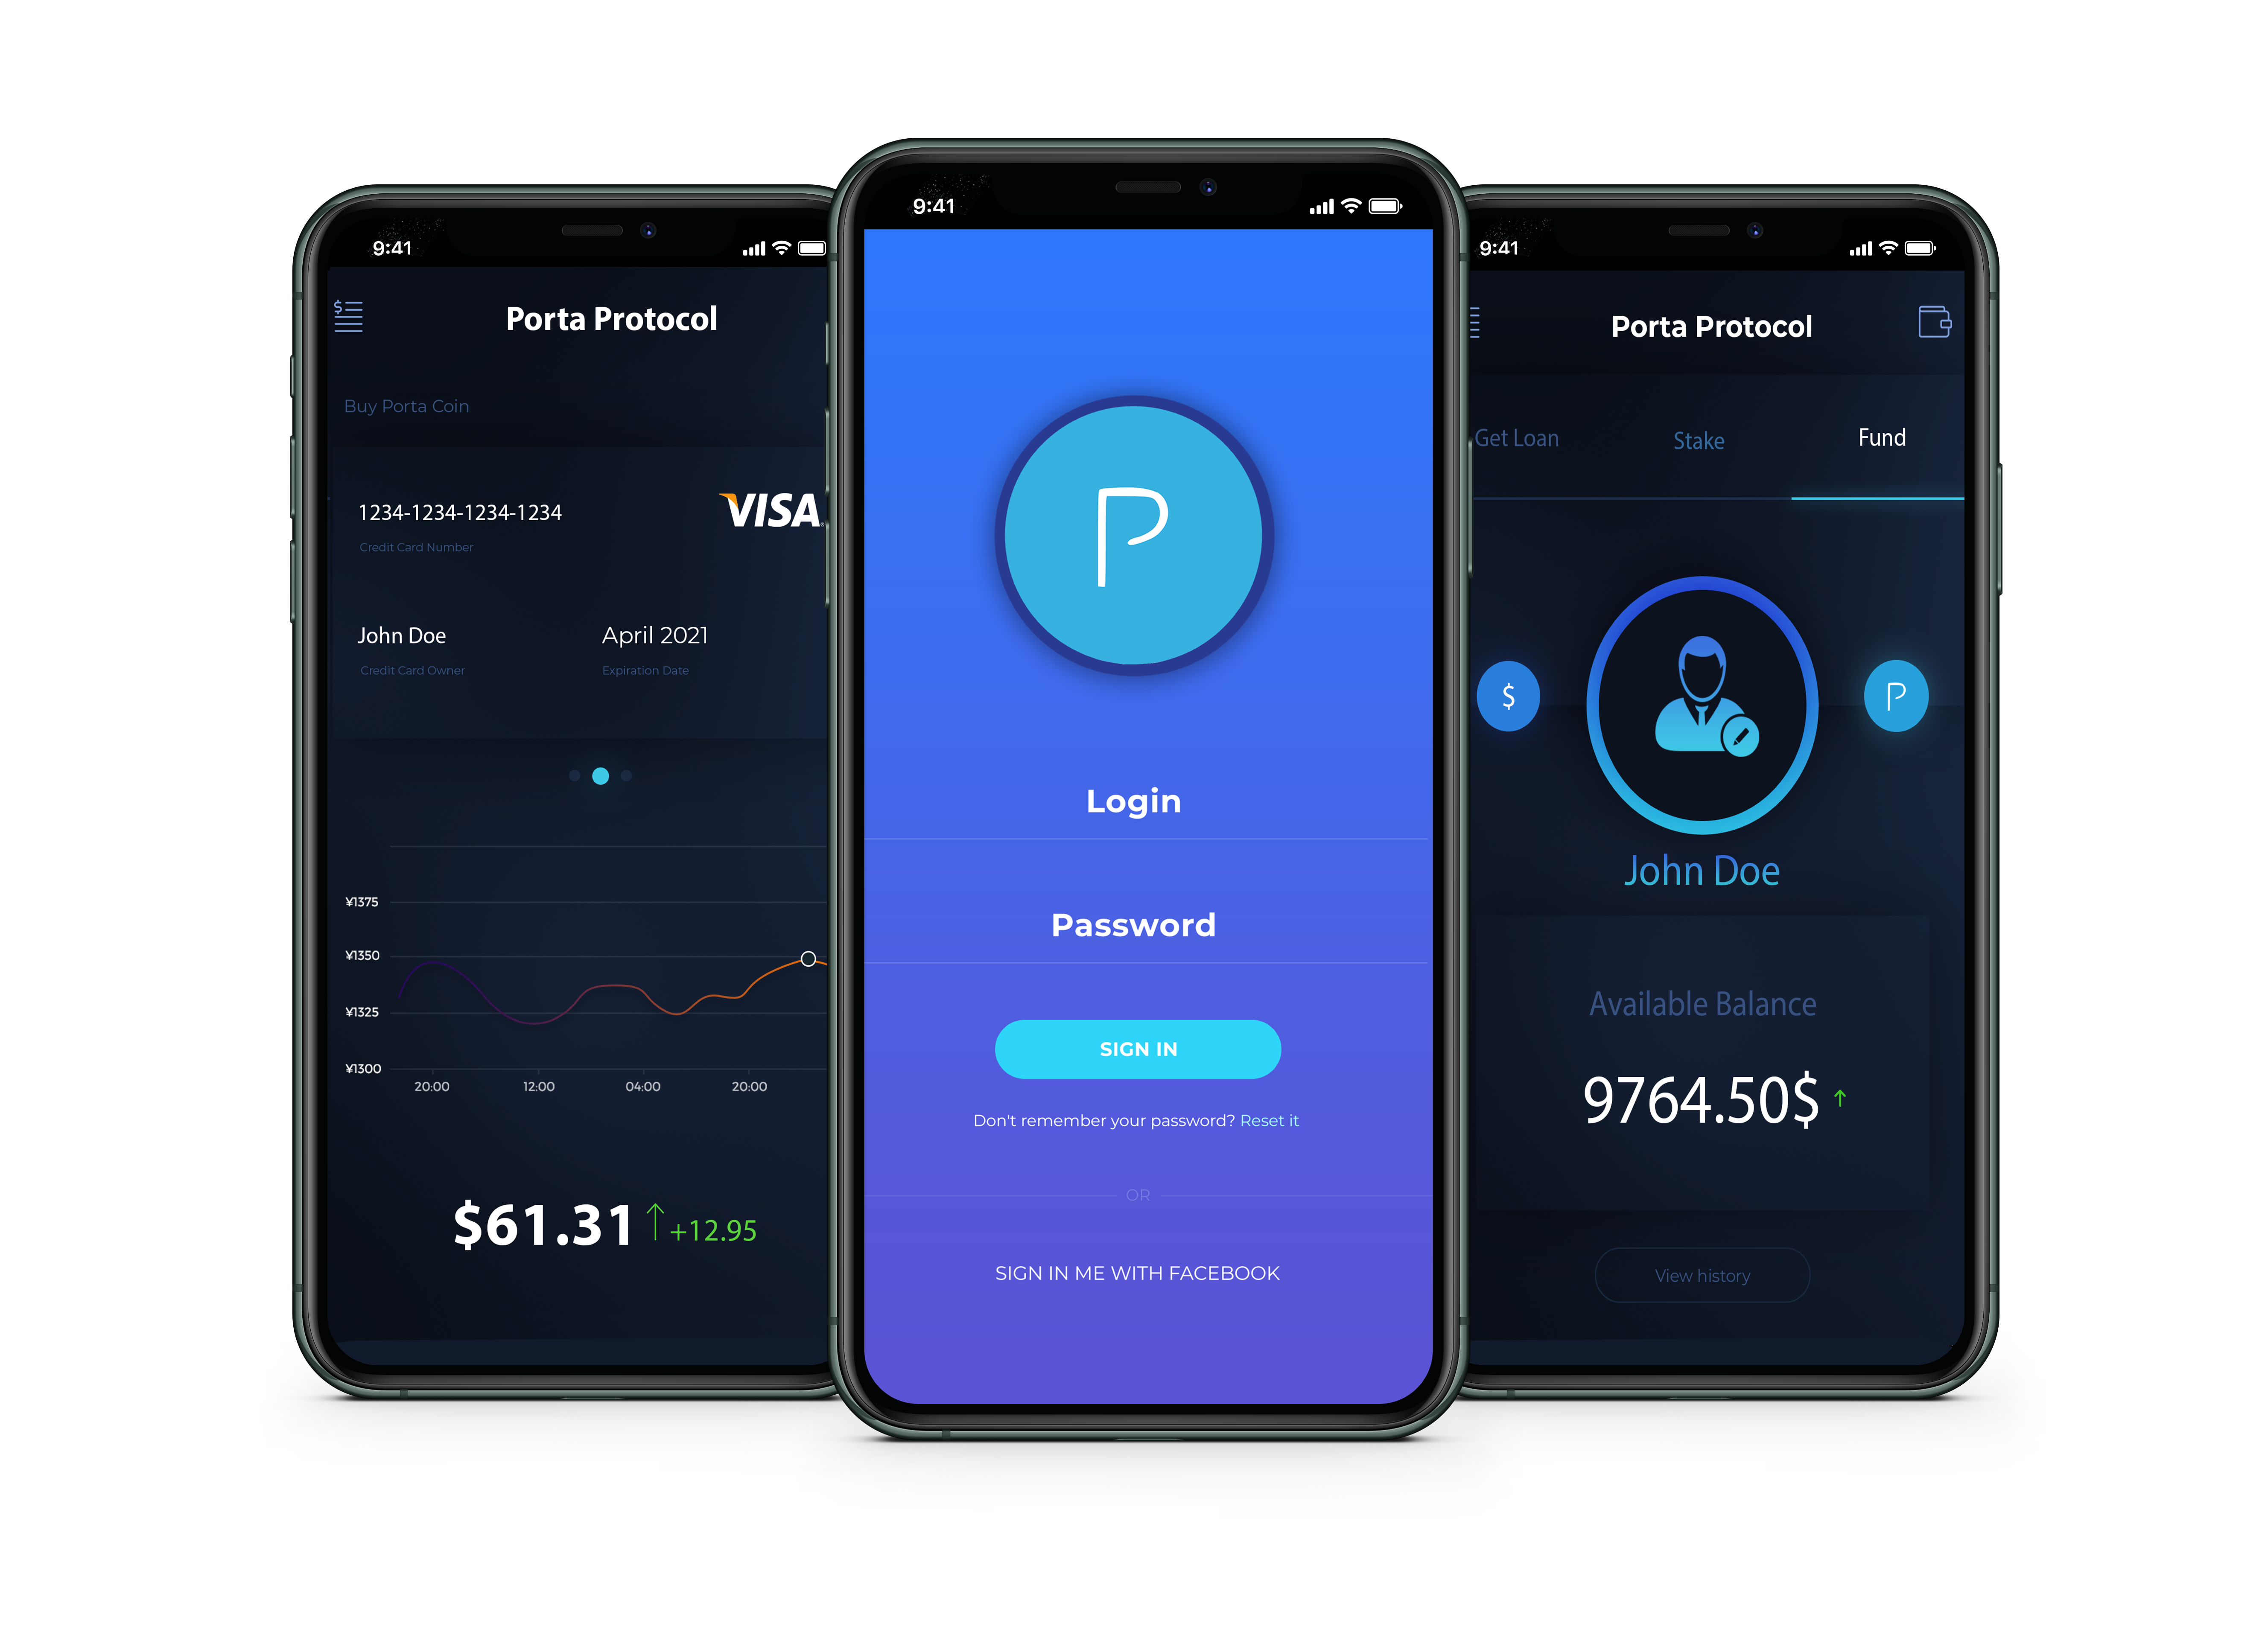 9:41
Porta Protocol
Buy Porta Coin
1234-1234-1234-1234
VISA
Credit Card Number
John Doe
April 2021
Credit Card Owner
Expiration Date
¥1375
¥1350
¥1325
¥1300
20:00 12:00 04:00 20:00
$61.31 ↑ +12.95
9:41
P
Login
Password
SIGN IN
Don't remember your password? Reset it
OR
SIGN IN ME WITH FACEBOOK
9:41
Porta Protocol
Get Loan Stake Fund
$ P
John Doe
Available Balance
9764.50$ ↑
View history